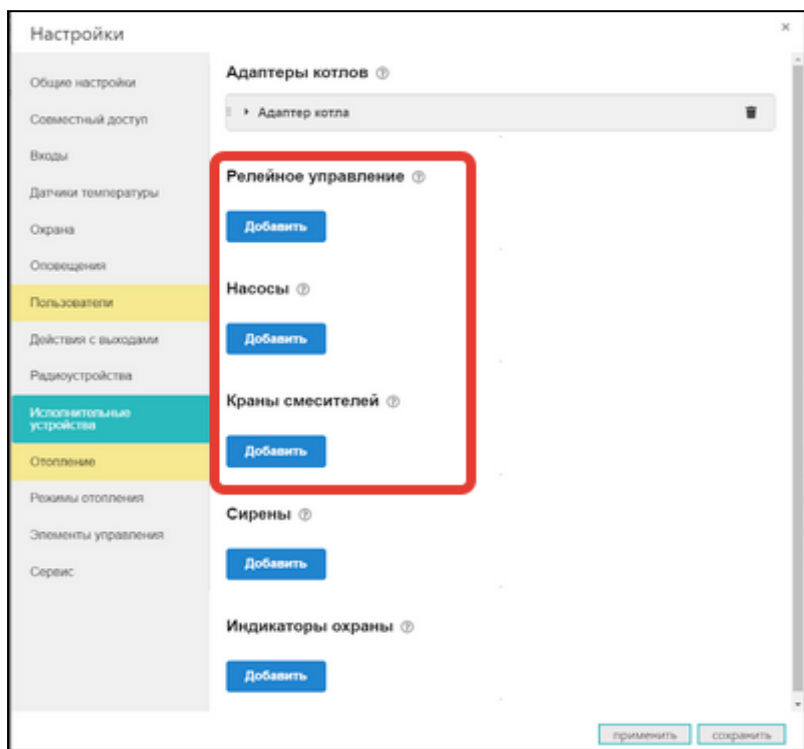 Настройки
×
Общие настройки
Совместный доступ
Входы
Датчики температуры
Охрана
Оповещения
Пользователи
Действия с выходами
Радиоустройства
Исполнительные
устройства
Отопление
Режимы отопления
Элементы управления
Сервис
Адаптеры котлов ?
Адаптер котла
Релейное управление ?
Добавить
Насосы ?
Добавить
Краны смесителей ?
Добавить
Сирены ?
Добавить
Индикаторы охраны ?
Добавить
применить сохранить